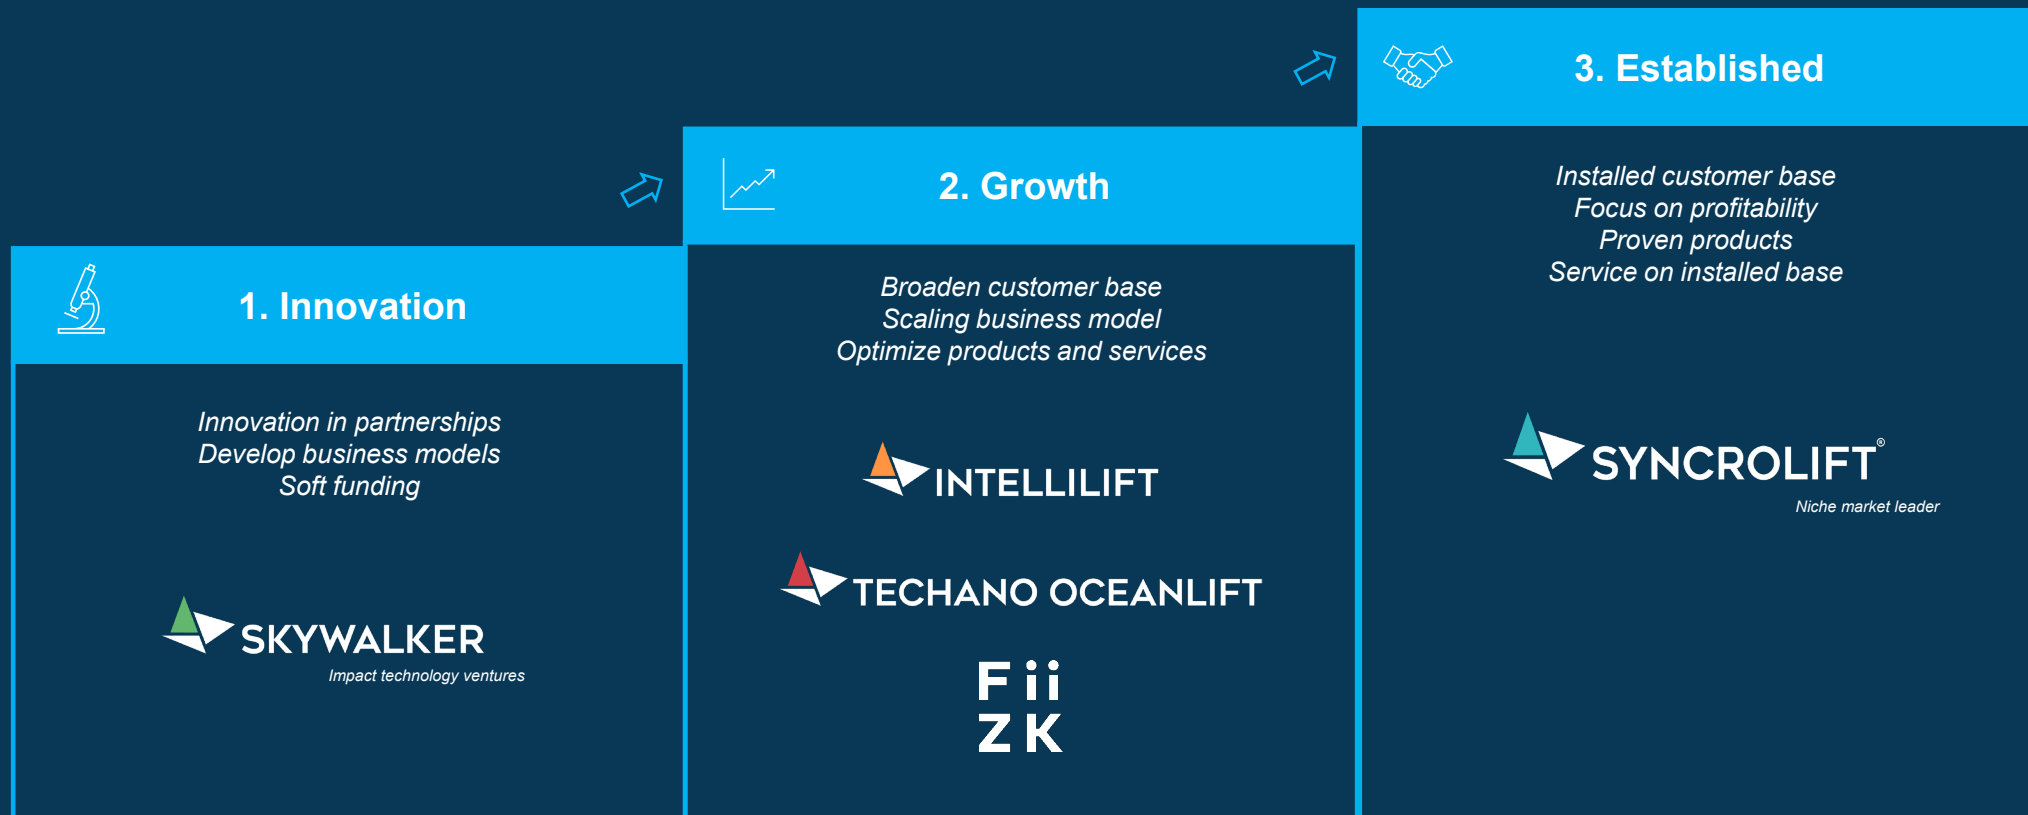 1. Innovation
Innovation in partnerships
Develop business models
Soft funding
SKYWALKER
Impact technology ventures
2. Growth
Broaden customer base
Scaling business model
Optimize products and services
INTELLILIFT
TECHANO OCEANLIFT
Fii
ZK
3. Established
Installed customer base
Focus on profitability
Proven products
Service on installed base
SYNCROLIFT®
Niche market leader